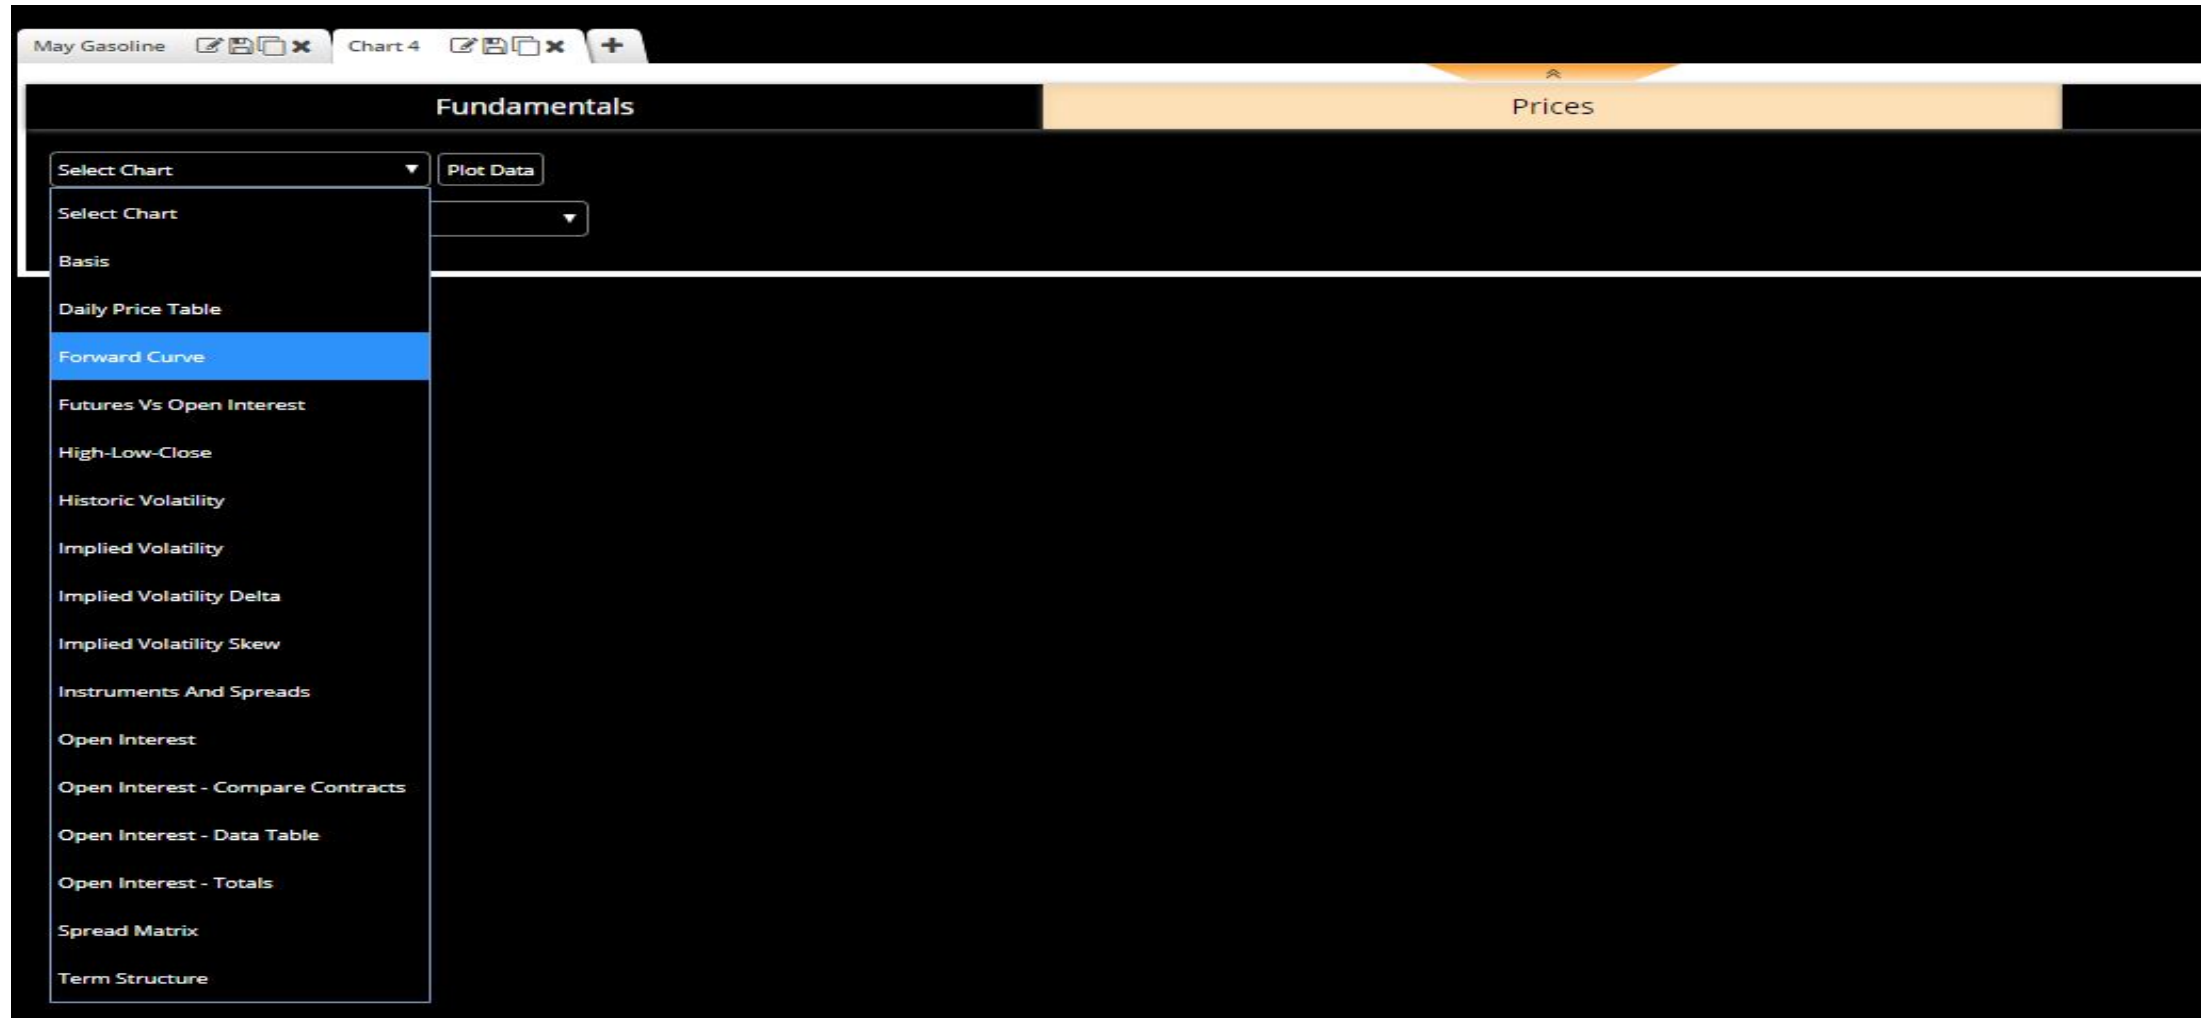 May Gasoline Chart 4
Fundamentals Prices
Select Chart Plot Data
Select Chart
Basis
Daily Price Table
Forward Curve
Futures Vs Open Interest
High-Low-Close
Historic Volatility
Implied Volatility
Implied Volatility Delta
Implied Volatility Skew
Instruments And Spreads
Open Interest
Open Interest - Compare Contracts
Open Interest - Data Table
Open Interest - Totals
Spread Matrix
Term Structure